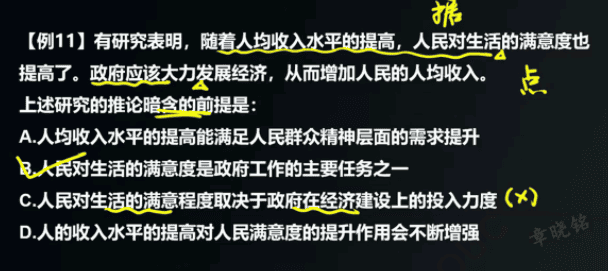 据
【例11】有研究表明，随着人均收入水平的提高，人民对生活的满意度也
提高了。政府应该大力发展经济，从而增加人民的人均收入。
点
上述研究的推论暗含的前提是：
A.人均收入水平的提高能满足人民群众精神层面的需求提升
B.人民对生活的满意度是政府工作的主要任务之一
C.人民对生活的满意程度取决于政府在经济建设上的投入力度（×）
D.人的收入水平的提高对人民满意度的提升作用会不断增强
章晓铭